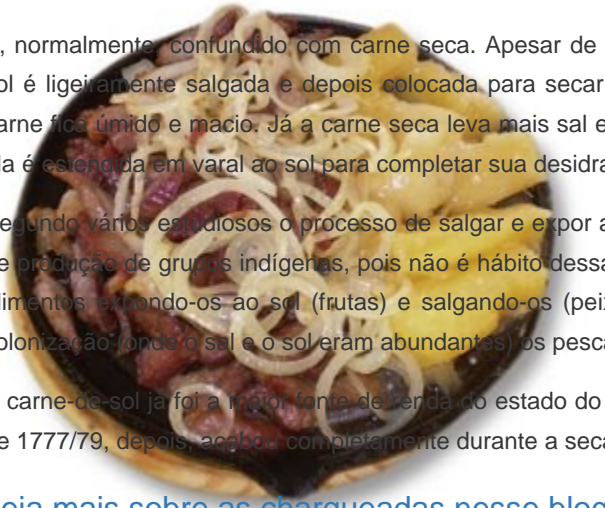 , normalmente, confundido com carne seca. Apesar de
ol é ligeiramente salgada e depois colocada para secar
arne fica úmido e macio. Já a carne seca leva mais sal e
da é estendida em varal ao sol para completar sua desidra
egundo vários estudiosos o processo de salgar e expor a
e produção de grupos indígenas, pois não é hábito dessa
limentos expondo-os ao sol (frutas) e salgando-os (peix
olonização (onde o sal e o sol eram abundantes) os pesca
carne-de-sol já foi a maior fonte de renda do estado do
e 1777/79, depois, acabou completamente durante a seca
eia mais sobre as charqueadas nesse blog